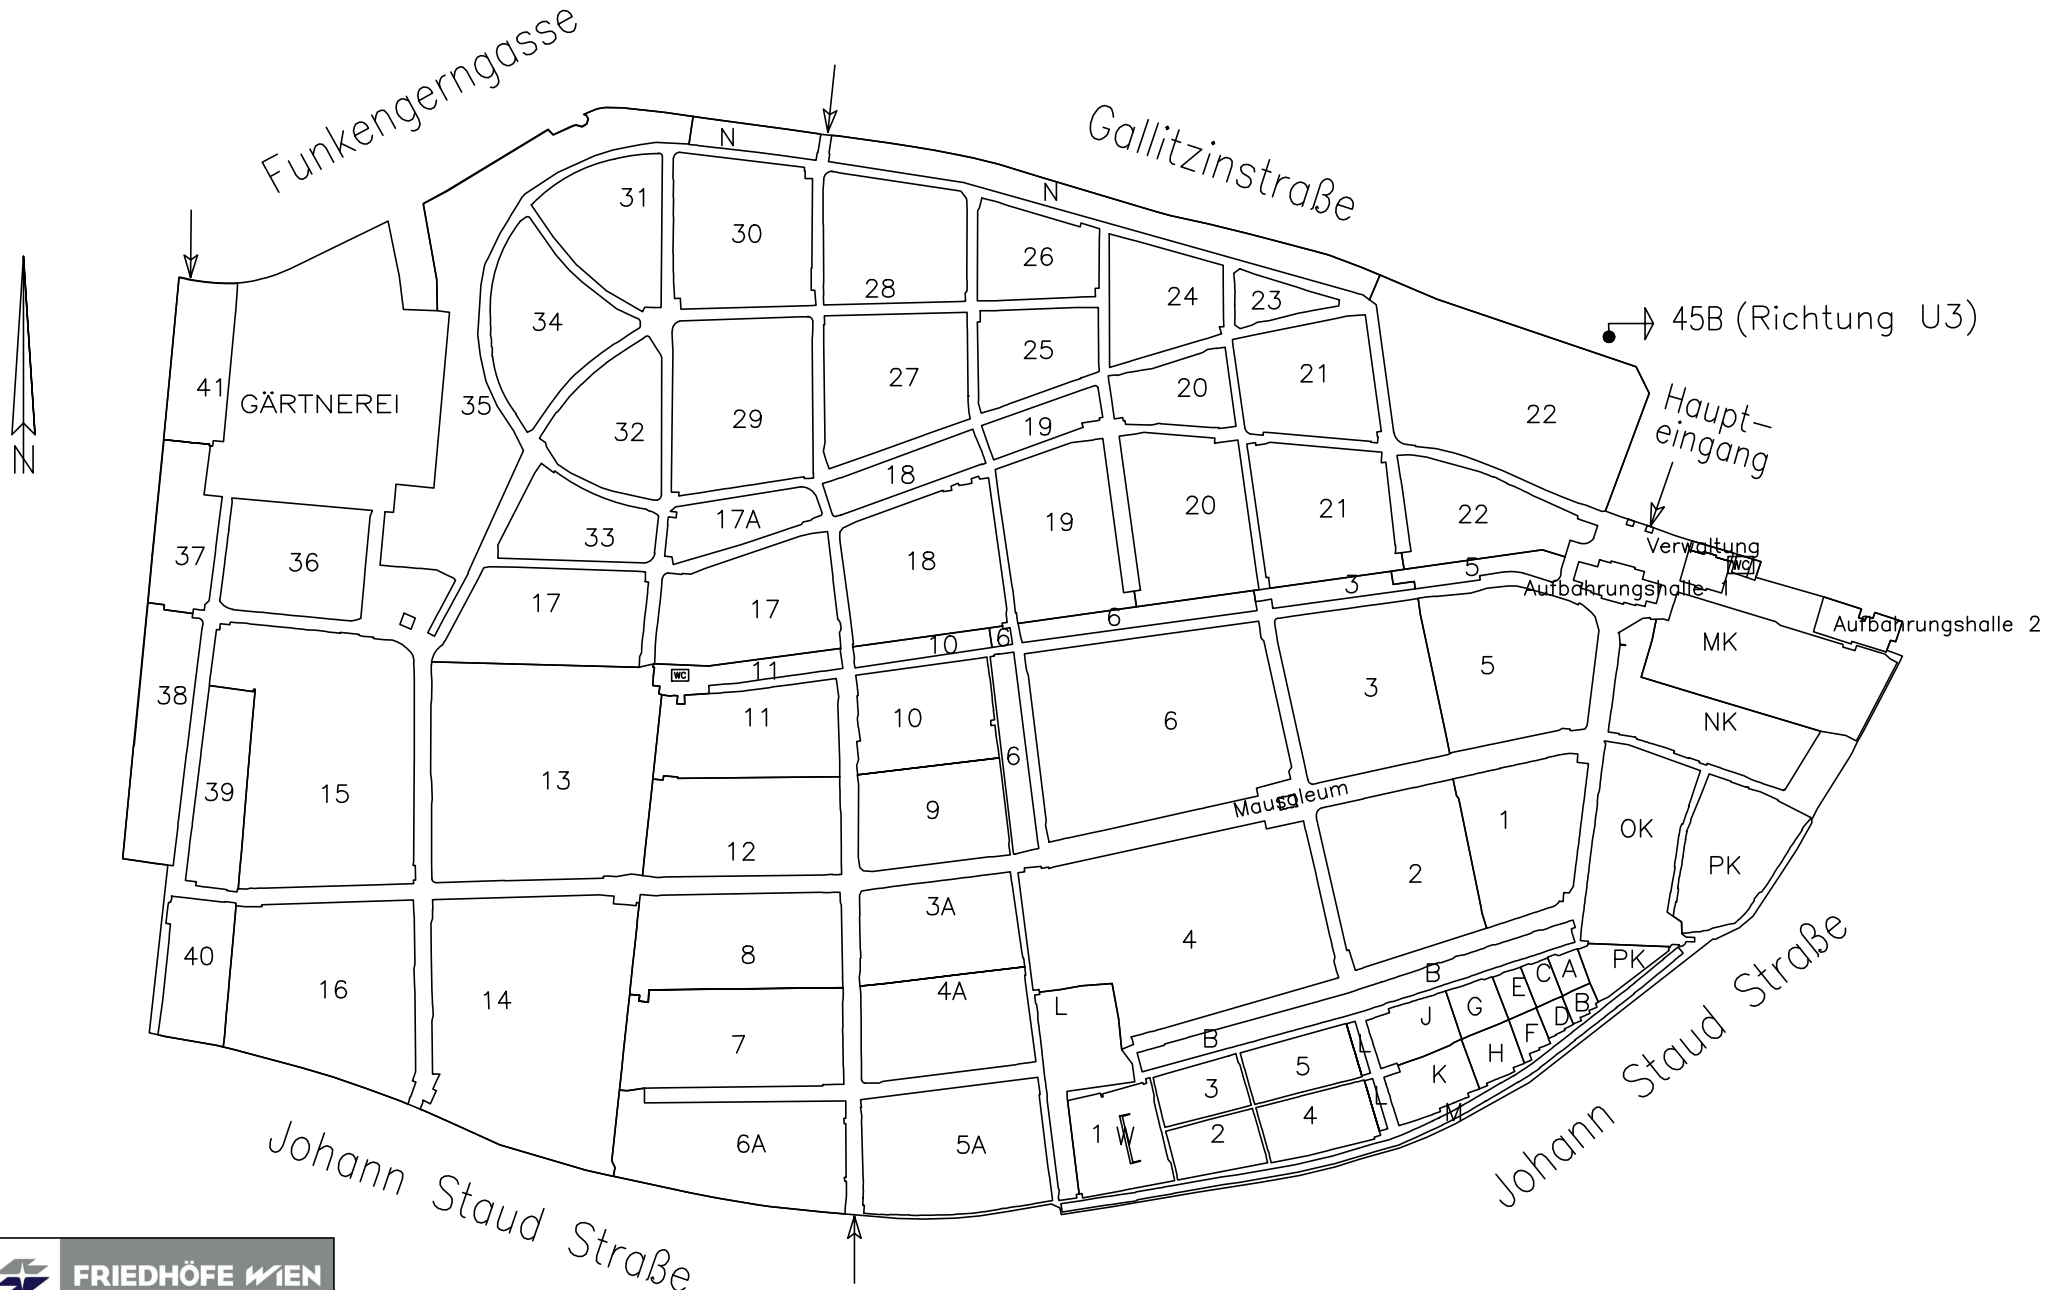 Funkengerngasse
Gallitzinstraße
N
31
N
30
26
28
24
23
34
45B (Richtung U3)
25
27
21
20
41
GÄRTNEREI
35
Haupt-
eingang
22
29
32
19
18
17A
20
21
22
33
19
37
36
18
Verwaltung
WC
5
Aufbahrungshalle 1
3
17
17
6
Aufbahrungshalle 2
6
10
MK
11
WC
5
3
38
11
10
6
NK
6
13
39
15
Mausoleum
9
1
OK
12
PK
2
3A
4
8
40
PK
A
C
B
E
16
14
4A
L
G
B
D
J
F
7
B
L
H
5
K
3
L
M
4
1
W
2
6A
5A
Johann Staud Straße
Johann Staud Straße
N
FRIEDHÖFE WIEN